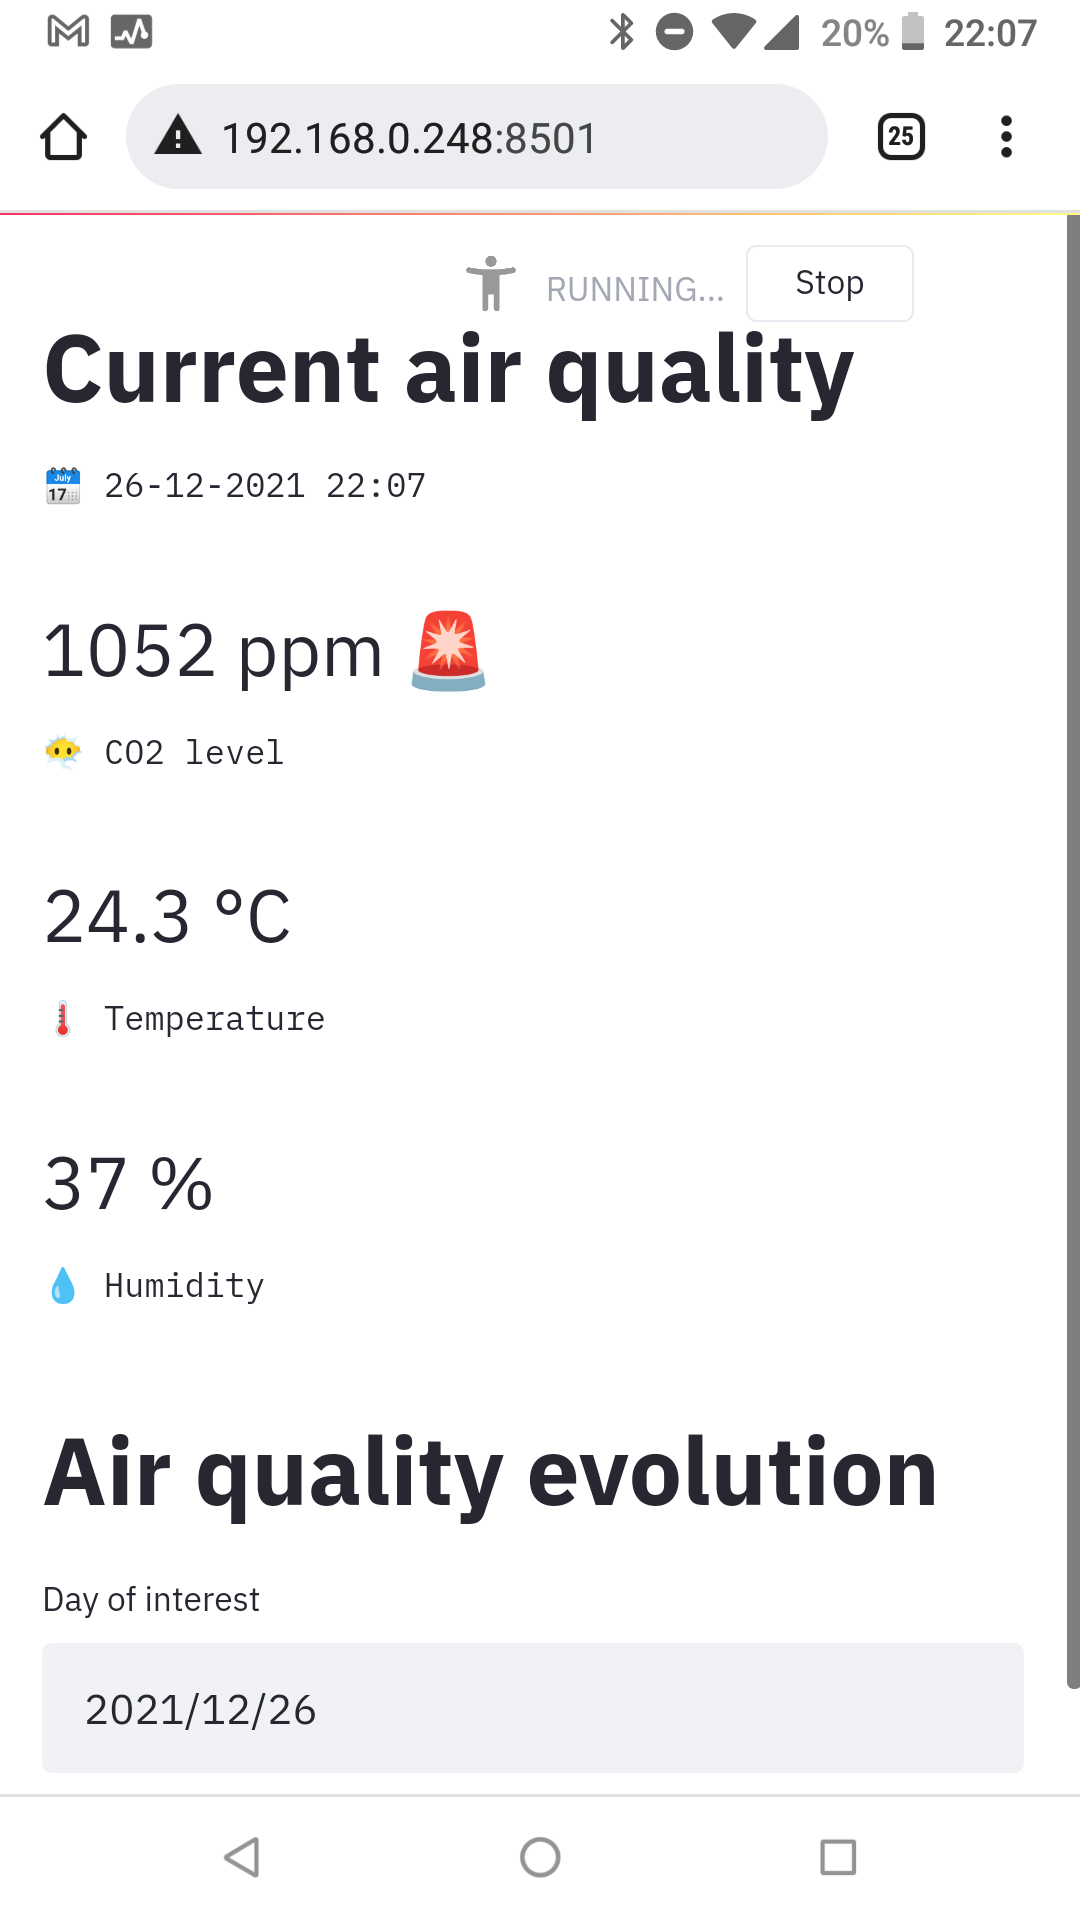 20% 22:07
192.168.0.248:8501 25
RUNNING... Stop
Current air quality
July 17 26-12-2021 22:07
1052 ppm
CO2 level
24.3 °C
Temperature
37 %
Humidity
Air quality evolution
Day of interest
2021/12/26